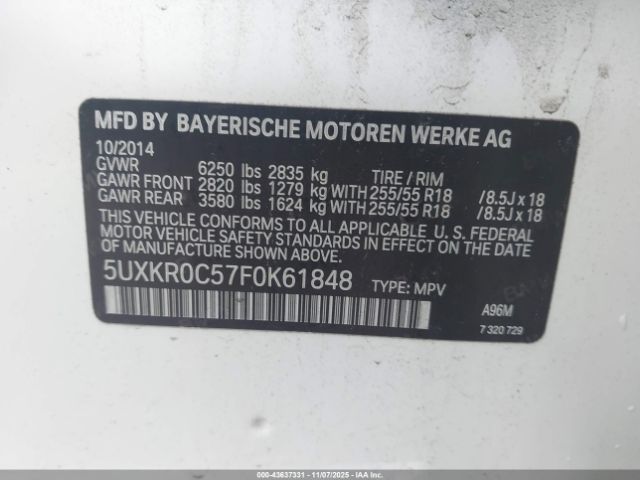 MFD BY BAYERISCHE MOTOREN WERKE AG
10/2014
GVWR 6250 lbs 2835 kg TIRE / RIM
GAWR FRONT 2820 lbs 1279 kg WITH 255/55 R18 /8.5J x 18
GAWR REAR 3580 lbs 1624 kg WITH 255/55 R18 /8.5J x 18
THIS VEHICLE CONFORMS TO ALL APPLICABLE U. S. FEDERAL
MOTOR VEHICLE SAFETY STANDARDS IN EFFECT ON THE DATE
OF MANUFACTURE SHOWN ABOVE.
5UXKR0C57F0K61848 TYPE: MPV
A96M
7 320 729
000-43637331 - 11/07/2025 - IAAI.COM